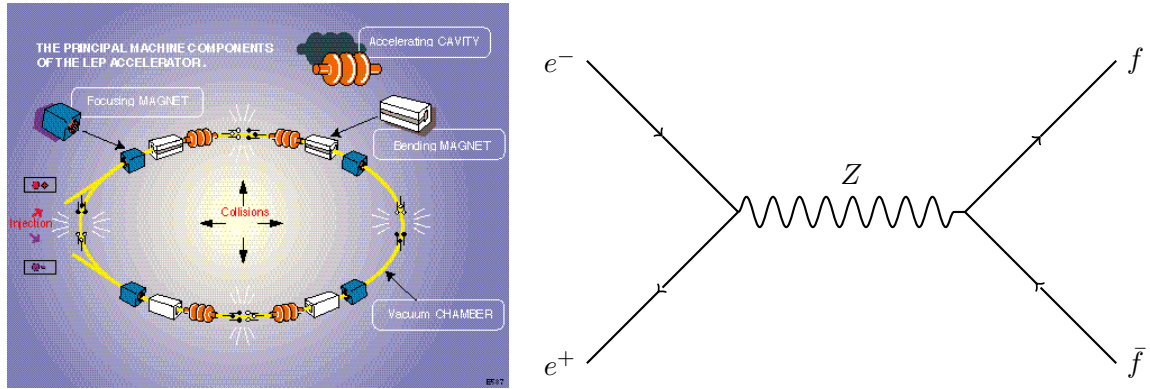 THE PRINCIPAL MACHINE COMPONENTS
OF THE LEP ACCELERATOR.
Accelerating CAVITY
Focusing MAGNET
Bending MAGNET
Collisions
Injection
Vacuum CHAMBER
e⁻
e⁺
Z
f
f̄